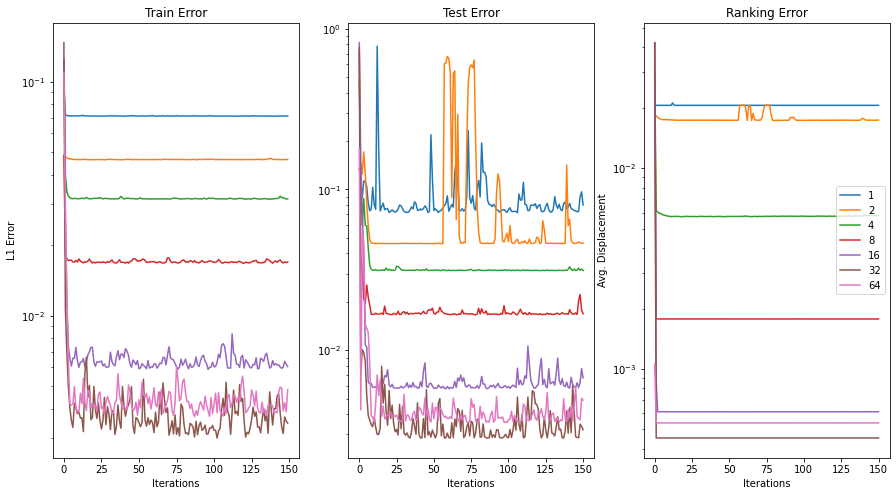 Train Error
L1 Error
10⁻¹
10⁻²
0 25 50 75 100 125 150
Iterations
Test Error
10⁰
10⁻¹
10⁻²
0 25 50 75 100 125 150
Iterations
Ranking Error
Avg. Displacement
10⁻²
10⁻³
0 25 50 75 100 125 150
Iterations
1
2
4
8
16
32
64